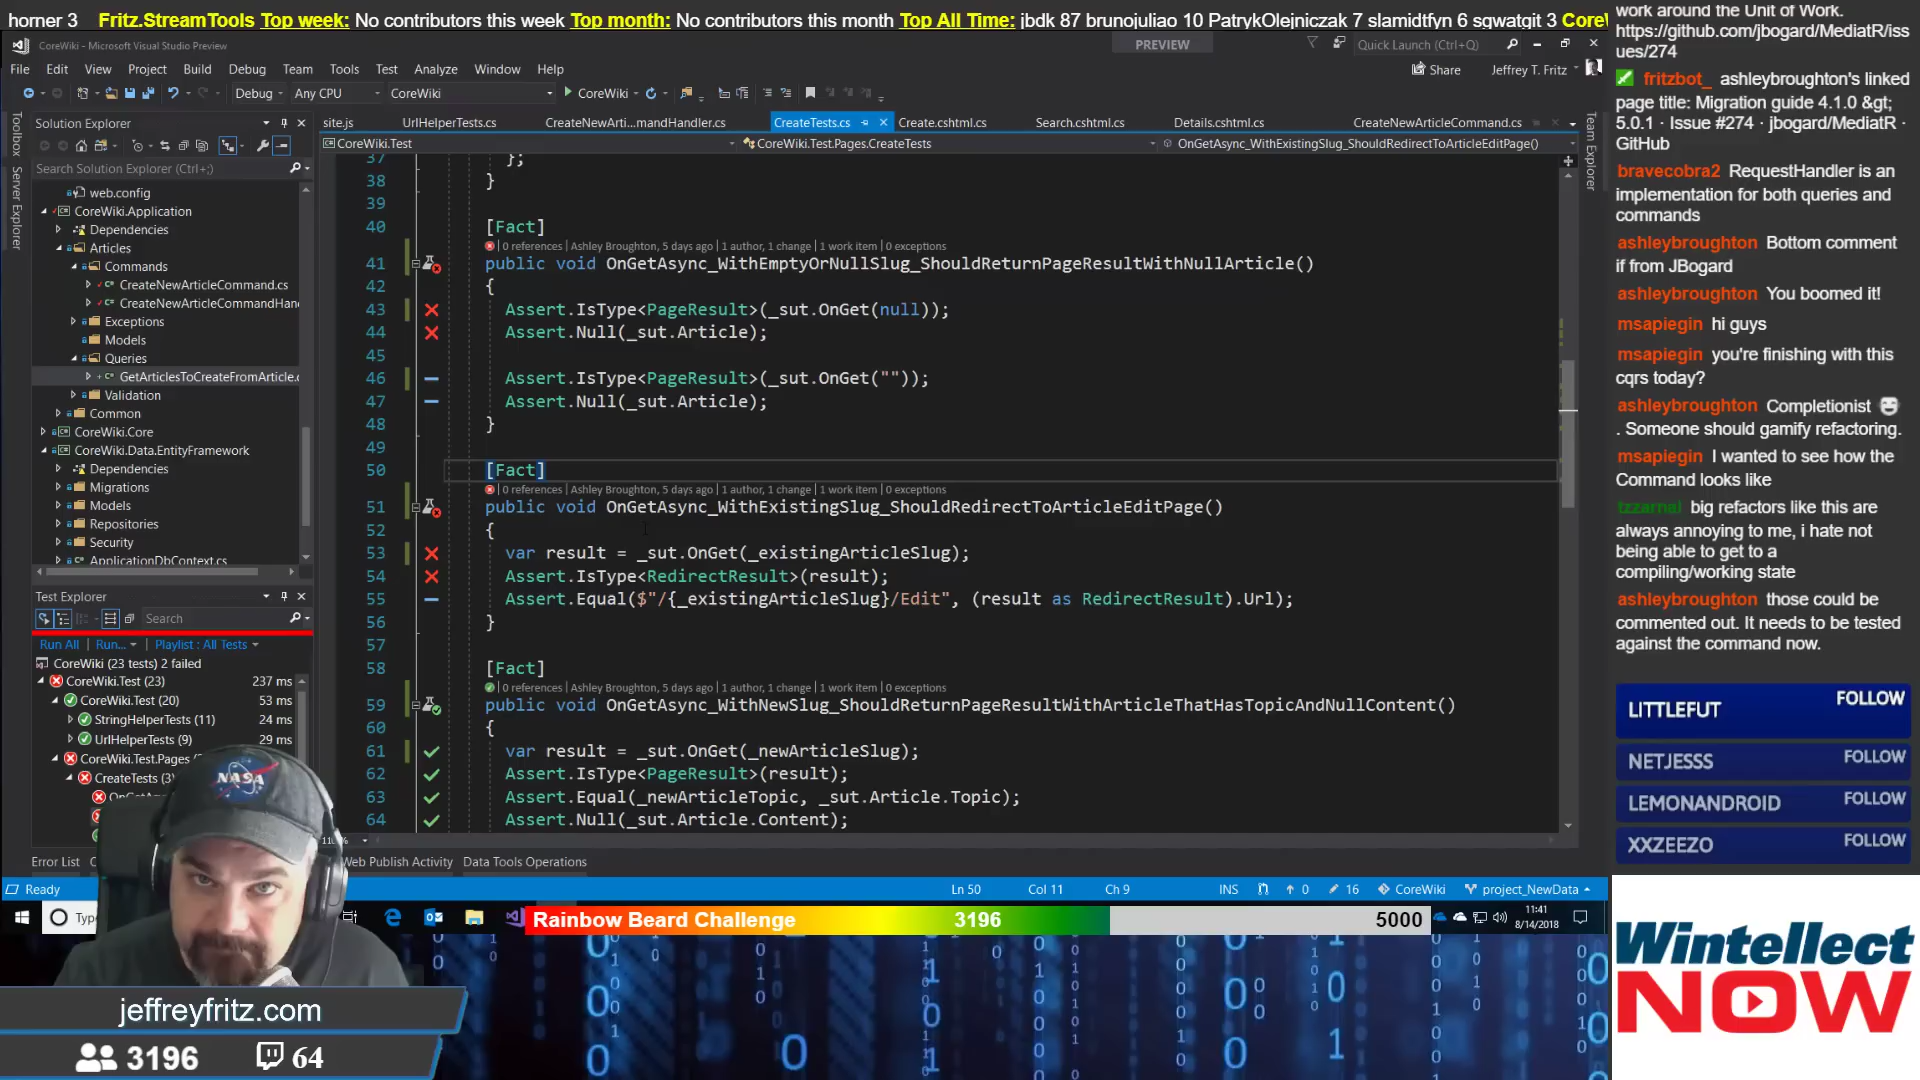 horner 3 Fritz.StreamTools Top week: No contributors this week Top month: No contributors this month Top All Time: jbdk 87 brunojuliao 10 PatrykOlejniczak 7 slamidtfyn 6 sgwatgit 3 CoreWi
CoreWiki - Microsoft Visual Studio Preview
PREVIEW
Quick Launch (Ctrl+Q)
File Edit View Project Build Debug Team Tools Test Analyze Window Help
Share
Jeffrey T. Fritz
Debug Any CPU CoreWiki CoreWiki
Toolbox
Server Explorer
Team Explorer
Solution Explorer
Search Solution Explorer (Ctrl+;)
web.config
CoreWiki.Application
Dependencies
Articles
Commands
CreateNewArticleCommand.cs
CreateNewArticleCommandHan
Exceptions
Models
Queries
GetArticlesToCreateFromArticle.c
Validation
Common
CoreWiki.Core
CoreWiki.Data.EntityFramework
Dependencies
Migrations
Models
Repositories
Security
ApplicationDbContext.cs
Test Explorer
Search
Run All Run... Playlist : All Tests
CoreWiki (23 tests) 2 failed
CoreWiki.Test (23) 237 ms
CoreWiki.Test (20) 53 ms
StringHelperTests (11) 24 ms
UrlHelperTests (9) 29 ms
CoreWiki.Test.Pages
CreateTests (3)
OnGetAsy
site.js UrlHelperTests.cs CreateNewArti...mandHandler.cs CreateTests.cs Create.cshtml.cs Search.cshtml.cs Details.cshtml.cs CreateNewArticleCommand.cs
CoreWiki.Test CoreWiki.Test.Pages.CreateTests OnGetAsync_WithExistingSlug_ShouldRedirectToArticleEditPage()
37 };
38 }
39
40 [Fact]
0 references | Ashley Broughton, 5 days ago | 1 author, 1 change | 1 work item | 0 exceptions
41 public void OnGetAsync_WithEmptyOrNullSlug_ShouldReturnPageResultWithNullArticle()
42 {
43 Assert.IsType<PageResult>(_sut.OnGet(null));
44 Assert.Null(_sut.Article);
45
46 Assert.IsType<PageResult>(_sut.OnGet(""));
47 Assert.Null(_sut.Article);
48 }
49
50 [Fact]
0 references | Ashley Broughton, 5 days ago | 1 author, 1 change | 1 work item | 0 exceptions
51 public void OnGetAsync_WithExistingSlug_ShouldRedirectToArticleEditPage()
52 {
53 var result = _sut.OnGet(_existingArticleSlug);
54 Assert.IsType<RedirectResult>(result);
55 Assert.Equal($"/{_existingArticleSlug}/Edit", (result as RedirectResult).Url);
56 }
57
58 [Fact]
0 references | Ashley Broughton, 5 days ago | 1 author, 1 change | 1 work item | 0 exceptions
59 public void OnGetAsync_WithNewSlug_ShouldReturnPageResultWithArticleThatHasTopicAndNullContent()
60 {
61 var result = _sut.OnGet(_newArticleSlug);
62 Assert.IsType<PageResult>(result);
63 Assert.Equal(_newArticleTopic, _sut.Article.Topic);
64 Assert.Null(_sut.Article.Content);
Error List Web Publish Activity Data Tools Operations
Ready Ln 50 Col 11 Ch 9 INS 0 16 CoreWiki project_NewData
Typ
Rainbow Beard Challenge 3196 5000
11:41
8/14/2018
NASA
jeffreyfritz.com
3196 64
work around the Unit of Work.
https://github.com/jbogard/MediatR/iss
ues/274
fritzbot_ ashleybroughton's linked
page title: Migration guide 4.1.0 &gt;
5.0.1 · Issue #274 · jbogard/MediatR ·
GitHub
bravecobra2 RequestHandler is an
implementation for both queries and
commands
ashleybroughton Bottom comment
if from JBogard
ashleybroughton You boomed it!
msapiegin hi guys
msapiegin you're finishing with this
cqrs today?
ashleybroughton Completionist
. Someone should gamify refactoring.
msapiegin I wanted to see how the
Command looks like
tzzarnal big refactors like this are
always annoying to me, i hate not
being able to get to a
compiling/working state
ashleybroughton those could be
commented out. It needs to be tested
against the command now.
LITTLEFUT FOLLOW
NETJESSS FOLLOW
LEMONANDROID FOLLOW
XXZEEZO FOLLOW
Wintellect
NOW